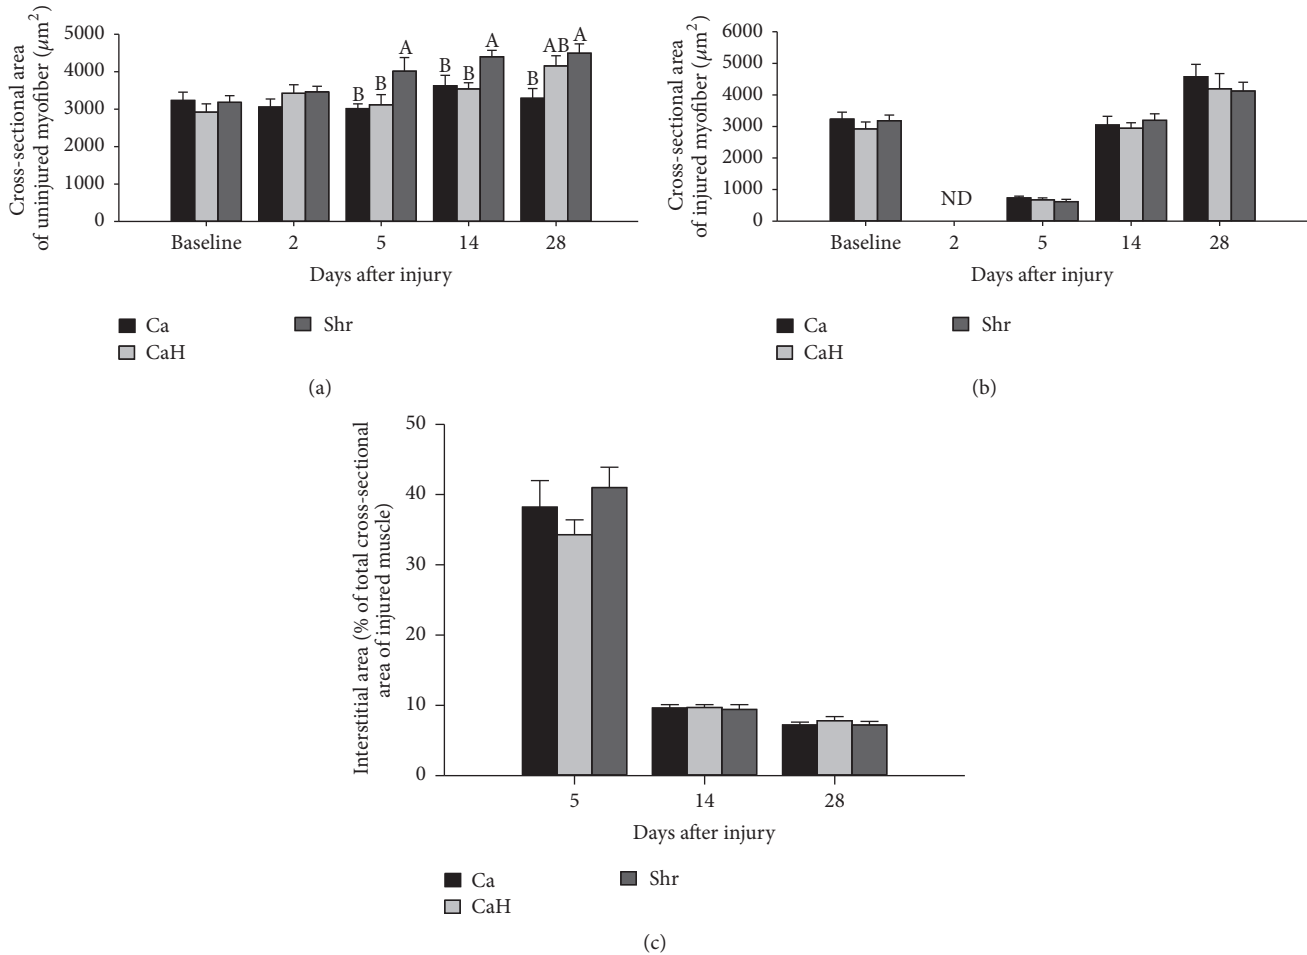 Cross-sectional area
of uninjured myofiber (μm²)
5000
4000
3000
2000
1000
0
B
B
A
B
B
A
B
AB
A
Baseline
2
5
14
28
Days after injury
Ca
CaH
Shr
(a)
Cross-sectional area
of injured myofiber (μm²)
6000
5000
4000
3000
2000
1000
0
ND
Baseline
2
5
14
28
Days after injury
Ca
CaH
Shr
(b)
Interstitial area (% of total cross-sectional
area of injured muscle)
50
40
30
20
10
0
5
14
28
Days after injury
Ca
CaH
Shr
(c)